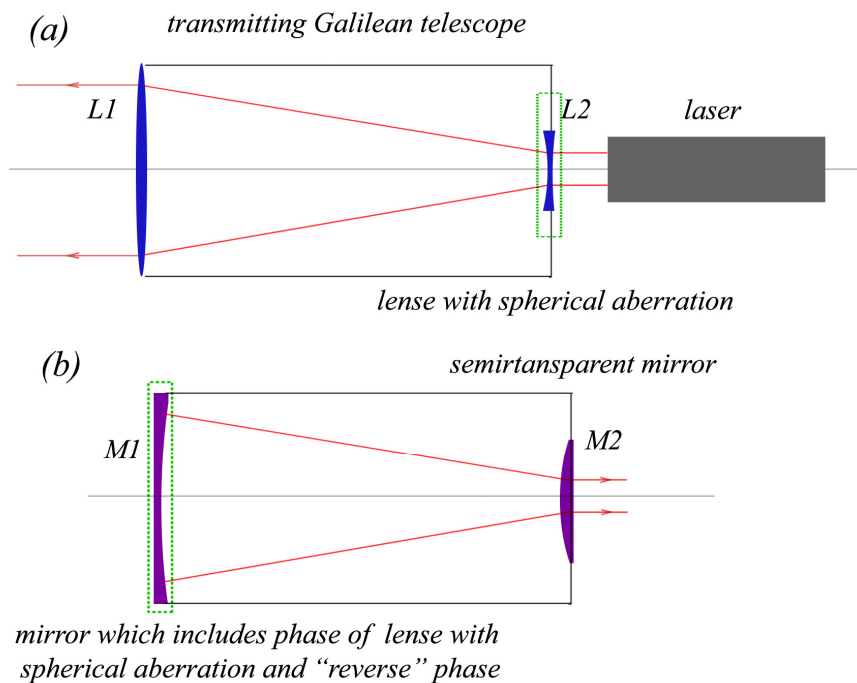 (a)
transmitting Galilean telescope
L1
L2
laser
lense with spherical aberration
(b)
semirtansparent mirror
M1
M2
mirror which includes phase of lense with
spherical aberration and “reverse” phase